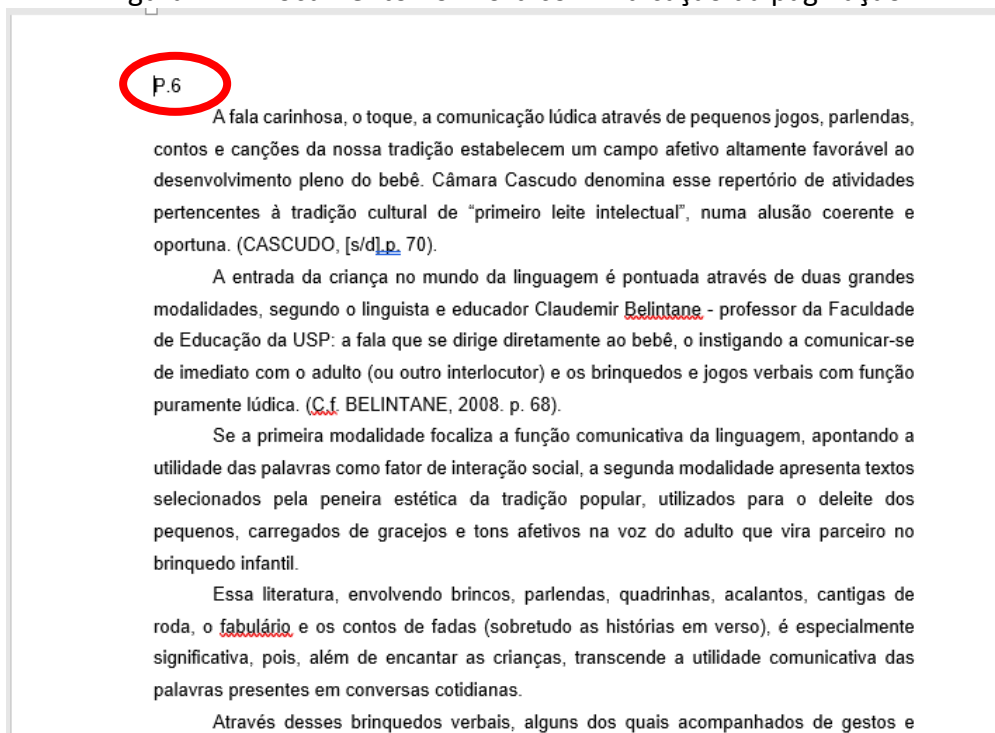 P.6
A fala carinhosa, o toque, a comunicação lúdica através de pequenos jogos, parlendas,
contos e canções da nossa tradição estabelecem um campo afetivo altamente favorável ao
desenvolvimento pleno do bebê. Câmara Cascudo denomina esse repertório de atividades
pertencentes à tradição cultural de “primeiro leite intelectual”, numa alusão coerente e
oportuna. (CASCUDO, [s/d].p. 70).
A entrada da criança no mundo da linguagem é pontuada através de duas grandes
modalidades, segundo o linguista e educador Claudemir Belintane - professor da Faculdade
de Educação da USP: a fala que se dirige diretamente ao bebê, o instigando a comunicar-se
de imediato com o adulto (ou outro interlocutor) e os brinquedos e jogos verbais com função
puramente lúdica. (C.f. BELINTANE, 2008. p. 68).
Se a primeira modalidade focaliza a função comunicativa da linguagem, apontando a
utilidade das palavras como fator de interação social, a segunda modalidade apresenta textos
selecionados pela peneira estética da tradição popular, utilizados para o deleite dos
pequenos, carregados de gracejos e tons afetivos na voz do adulto que vira parceiro no
brinquedo infantil.
Essa literatura, envolvendo brincos, parlendas, quadrinhas, acalantos, cantigas de
roda, o fabulário e os contos de fadas (sobretudo as histórias em verso), é especialmente
significativa, pois, além de encantar as crianças, transcende a utilidade comunicativa das
palavras presentes em conversas cotidianas.
Através desses brinquedos verbais, alguns dos quais acompanhados de gestos e